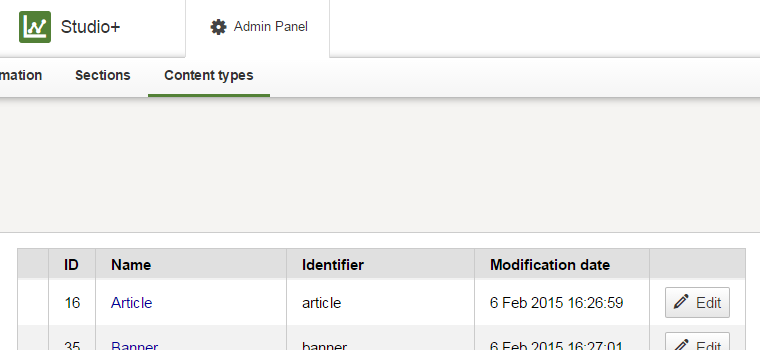 Studio+ Admin Panel
mation Sections Content types
ID Name Identifier Modification date
16 Article article 6 Feb 2015 16:26:59 Edit
35 Banner banner 6 Feb 2015 16:27:01 Edit